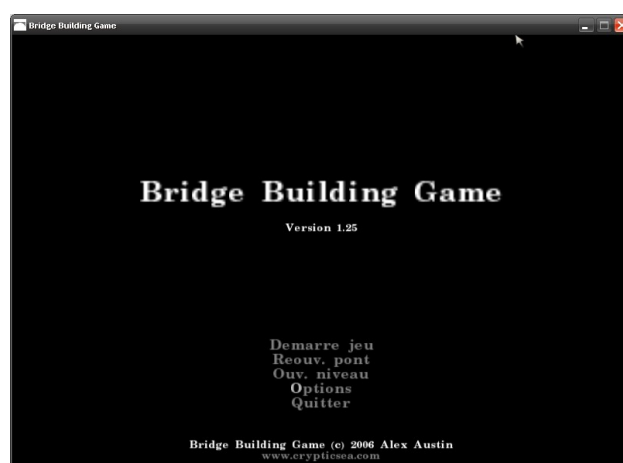 Bridge Building Game
Bridge Building Game
Version 1.25
Demarre jeu
Reouv. pont
Ouv. niveau
Options
Quitter
Bridge Building Game (c) 2006 Alex Austin
www.crypticsea.com